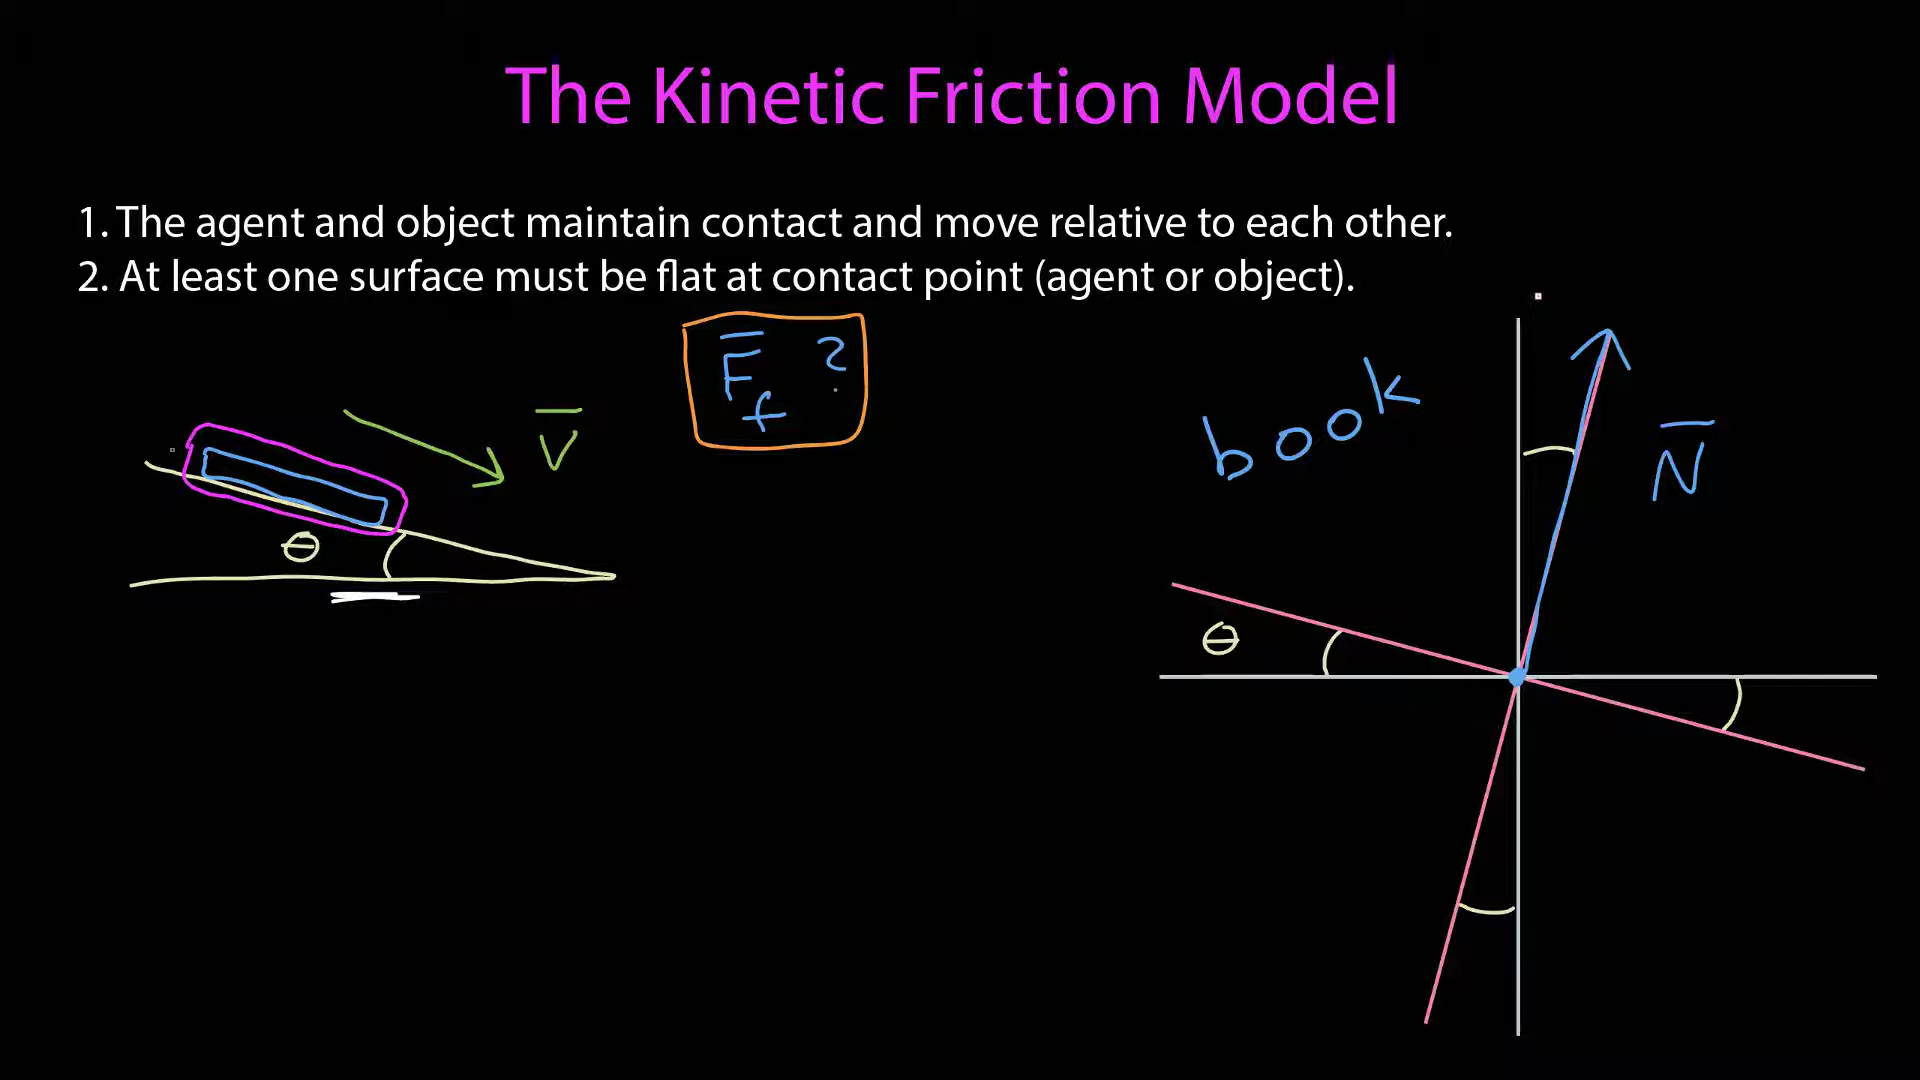 The Kinetic Friction Model
1. The agent and object maintain contact and move relative to each other.
2. At least one surface must be flat at contact point (agent or object).
F̅f ?
V̅
book
N̅
θ
θ